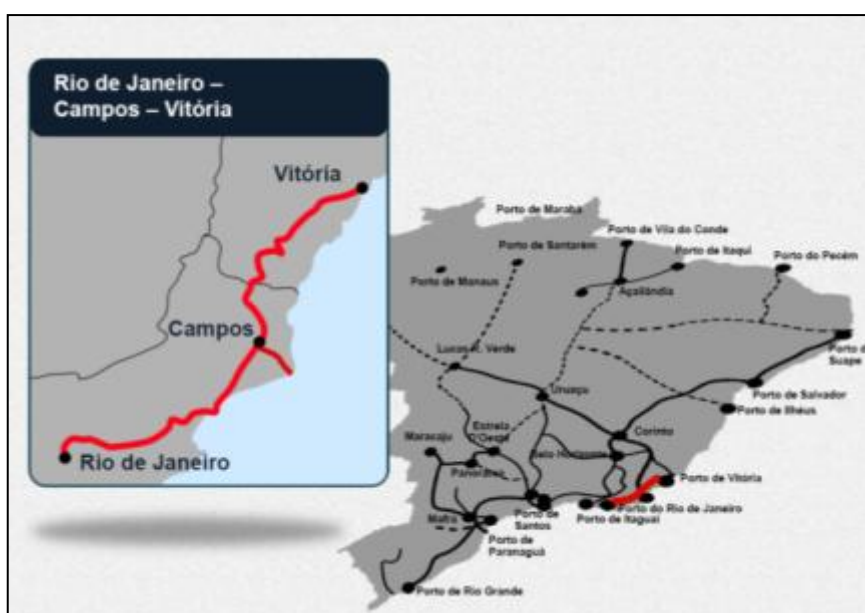 Rio de Janeiro –
Campos – Vitória
Vitória
Campos
Rio de Janeiro
Porto de Marabá
Porto de Vila do Conde
Porto de Santarém
Porto de Itaqui
Porto do Pecém
Porto de Manaus
Açailândia
Lucas R. Verde
Porto de
Suape
Uruaçu
Porto de Salvador
Porto de Ilhéus
Estrela
D'Oeste
Maracaju
Corinto
Belo Horizonte
Panorama
Porto de Vitória
Porto do Rio de Janeiro
Porto de Itaguaí
Porto de
Santos
Mafra
Porto de
Paranaguá
Porto de Rio Grande